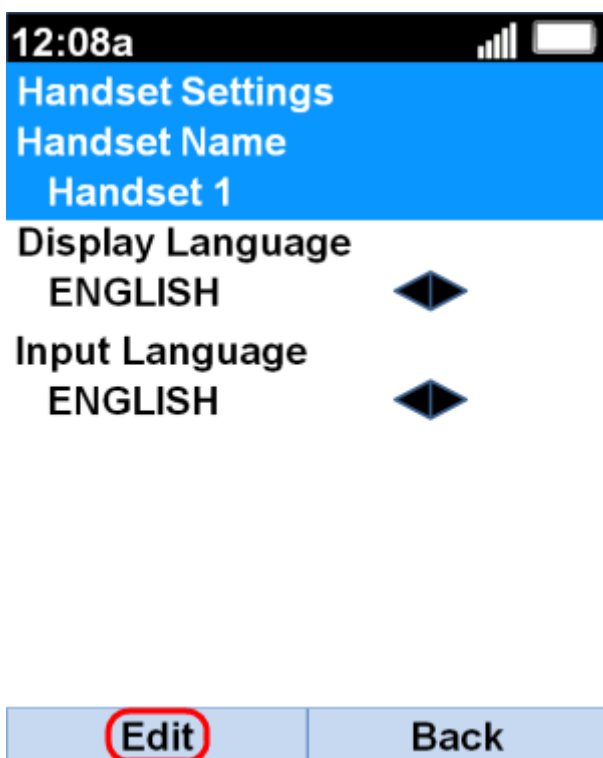 12:08a
Handset Settings
Handset Name
Handset 1
Display Language
ENGLISH
Input Language
ENGLISH
Edit Back